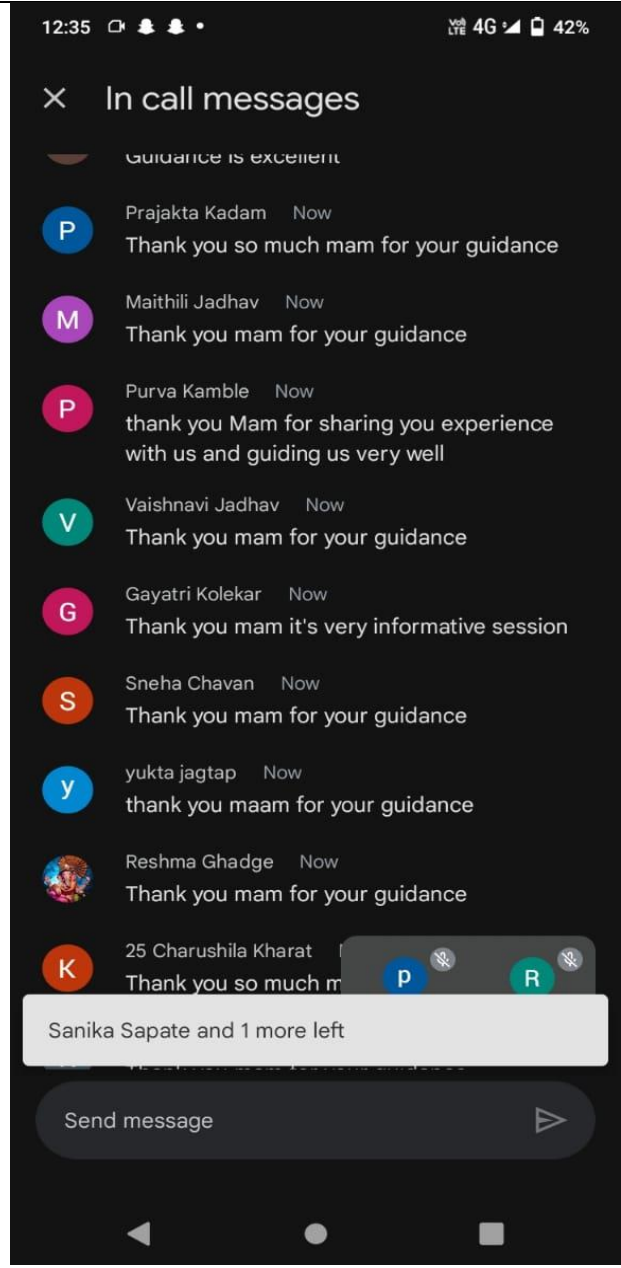 12:35
Vo) LTE 4G 42%
In call messages
Guidance is excellent
P
Prajakta Kadam Now
Thank you so much mam for your guidance
M
Maithili Jadhav Now
Thank you mam for your guidance
P
Purva Kamble Now
thank you Mam for sharing you experience
with us and guiding us very well
V
Vaishnavi Jadhav Now
Thank you mam for your guidance
G
Gayatri Kolekar Now
Thank you mam it's very informative session
S
Sneha Chavan Now
Thank you mam for your guidance
y
yukta jagtap Now
thank you maam for your guidance
Reshma Ghadge Now
Thank you mam for your guidance
K
25 Charushila Kharat
Thank you so much m
p
R
Sanika Sapate and 1 more left
Send message